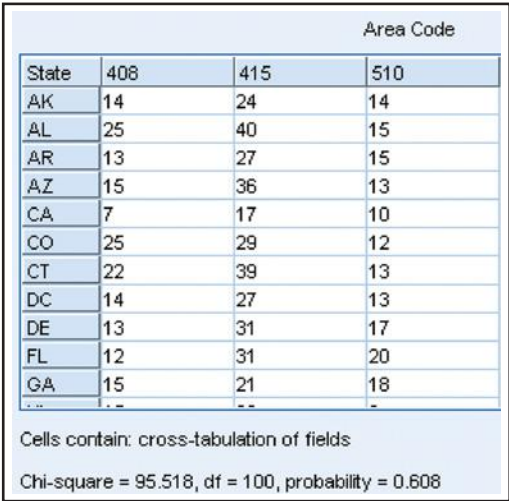 Area Code
State 408 415 510
AK 14 24 14
AL 25 40 15
AR 13 27 15
AZ 15 36 13
CA 7 17 10
CO 25 29 12
CT 22 39 13
DC 14 27 13
DE 13 31 17
FL 12 31 20
GA 15 21 18
Cells contain: cross-tabulation of fields
Chi-square = 95.518, df = 100, probability = 0.608